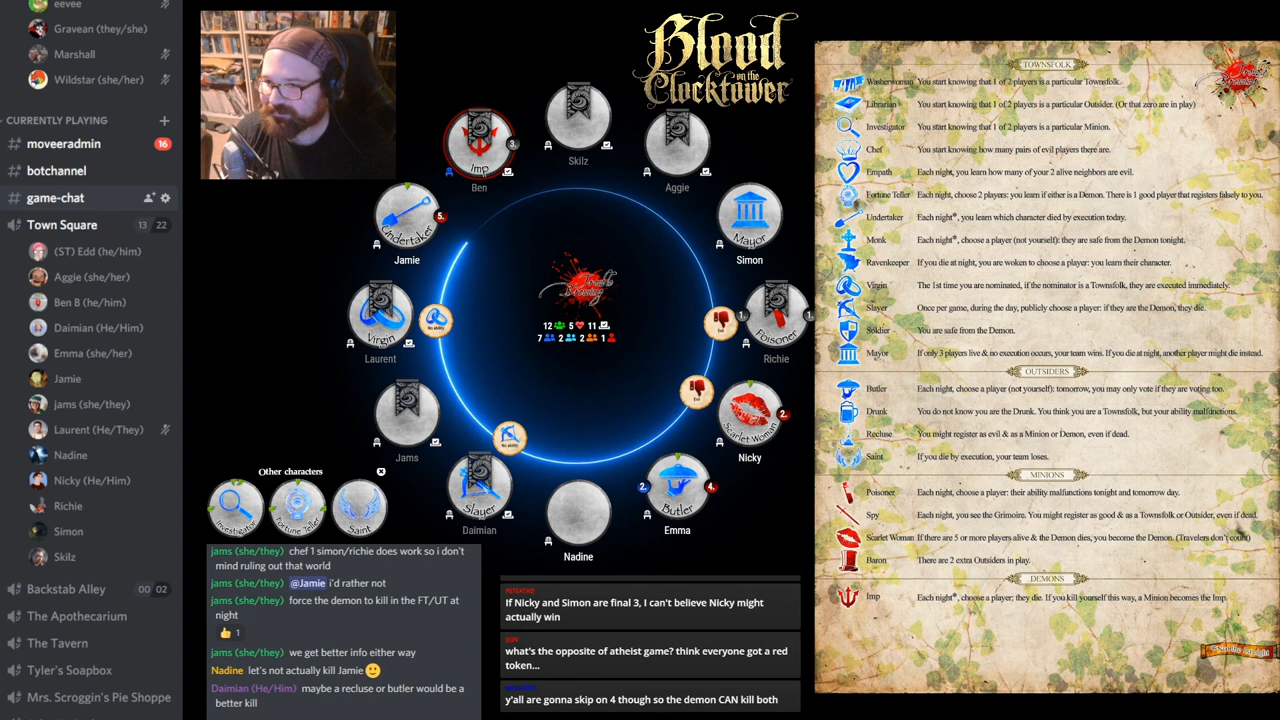 eevee
Gravean (they/she)
Marshall
Wildstar (she/her)
CURRENTLY PLAYING
moveeradmin
16
botchannel
game-chat
Town Square
13 / 22
(ST) Edd (he/him)
Aggie (she/her)
Ben B (he/him)
Daimian (He/Him)
Emma (she/her)
Jamie
jams (she/they)
Laurent (He/They)
Nadine
Nicky (He/Him)
Richie
Simon
Skilz
Backstab Alley
00 / 02
The Apothecarium
The Tavern
Tyler's Soapbox
Mrs. Scroggin's Pie Shoppe
Blood
on the
Clocktower
Skilz
Imp
3.
Ben
Aggie
Undertaker
5.
Jamie
Mayor
Simon
Virgin
No ability
Laurent
Evil
1.
Poisoner
1.
Richie
Jams
Evil
Scarlet Woman
2.
Nicky
No ability
Slayer
Daimian
2.
Butler
4.
Emma
Nadine
Trouble
Brewing
12 5 11
7 2 2 1
Other characters
Investigator
Fortune Teller
Saint
jams (she/they) chef 1 simon/richie does work so i don't
mind ruling out that world
jams (she/they) @Jamie i'd rather not
jams (she/they) force the demon to kill in the FT/UT at
night
1
jams (she/they) we get better info either way
Nadine let's not actually kill Jamie
Daimian (He/Him) maybe a recluse or butler would be a
better kill
If Nicky and Simon are final 3, I can't believe Nicky might
actually win
what's the opposite of atheist game? think everyone got a red
token...
y'all are gonna skip on 4 though so the demon CAN kill both
TOWNSFOLK
Trouble
Brewing
Washerwoman You start knowing that 1 of 2 players is a particular Townsfolk.
Librarian You start knowing that 1 of 2 players is a particular Outsider. (Or that zero are in play)
Investigator You start knowing that 1 of 2 players is a particular Minion.
Chef You start knowing how many pairs of evil players there are.
Empath Each night, you learn how many of your 2 alive neighbors are evil.
Fortune Teller Each night, choose 2 players: you learn if either is a Demon. There is 1 good player that registers falsely to you.
Undertaker Each night*, you learn which character died by execution today.
Monk Each night*, choose a player (not yourself): they are safe from the Demon tonight.
Ravenkeeper If you die at night, you are woken to choose a player: you learn their character.
Virgin The 1st time you are nominated, if the nominator is a Townsfolk, they are executed immediately.
Slayer Once per game, during the day, publicly choose a player: if they are the Demon, they die.
Soldier You are safe from the Demon.
Mayor If only 3 players live & no execution occurs, your team wins. If you die at night, another player might die instead.
OUTSIDERS
Butler Each night, choose a player (not yourself): tomorrow, you may only vote if they are voting too.
Drunk You do not know you are the Drunk. You think you are a Townsfolk, but your ability malfunctions.
Recluse You might register as evil & as a Minion or Demon, even if dead.
Saint If you die by execution, your team loses.
MINIONS
Poisoner Each night, choose a player: their ability malfunctions tonight and tomorrow day.
Spy Each night, you see the Grimoire. You might register as good & as a Townsfolk or Outsider, even if dead.
Scarlet Woman If there are 5 or more players alive & the Demon dies, you become the Demon. (Travelers don't count)
Baron There are 2 extra Outsiders in play.
DEMONS
Imp Each night*, choose a player: they die. If you kill yourself this way, a Minion becomes the Imp.